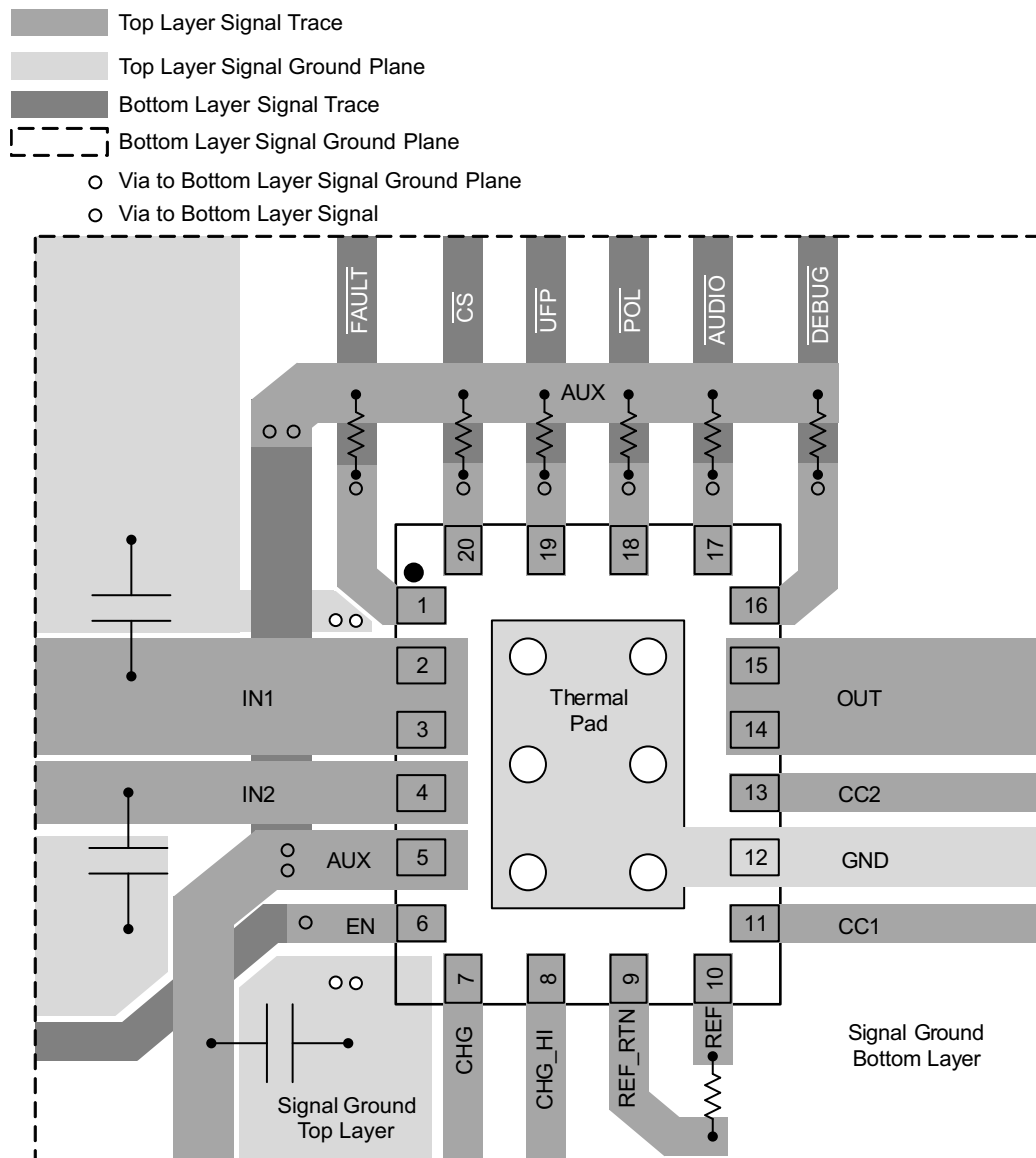 Top Layer Signal Trace
Top Layer Signal Ground Plane
Bottom Layer Signal Trace
Bottom Layer Signal Ground Plane
Via to Bottom Layer Signal Ground Plane
Via to Bottom Layer Signal
FAULT
CS
UFP
POL
AUDIO
DEBUG
AUX
20
19
18
17
1
16
2
15
Thermal
Pad
IN1
OUT
3
14
IN2
4
13
CC2
AUX
5
12
GND
EN
6
11
CC1
7
8
9
10
CHG
CHG_HI
REF_RTN
REF
Signal Ground
Bottom Layer
Signal Ground
Top Layer